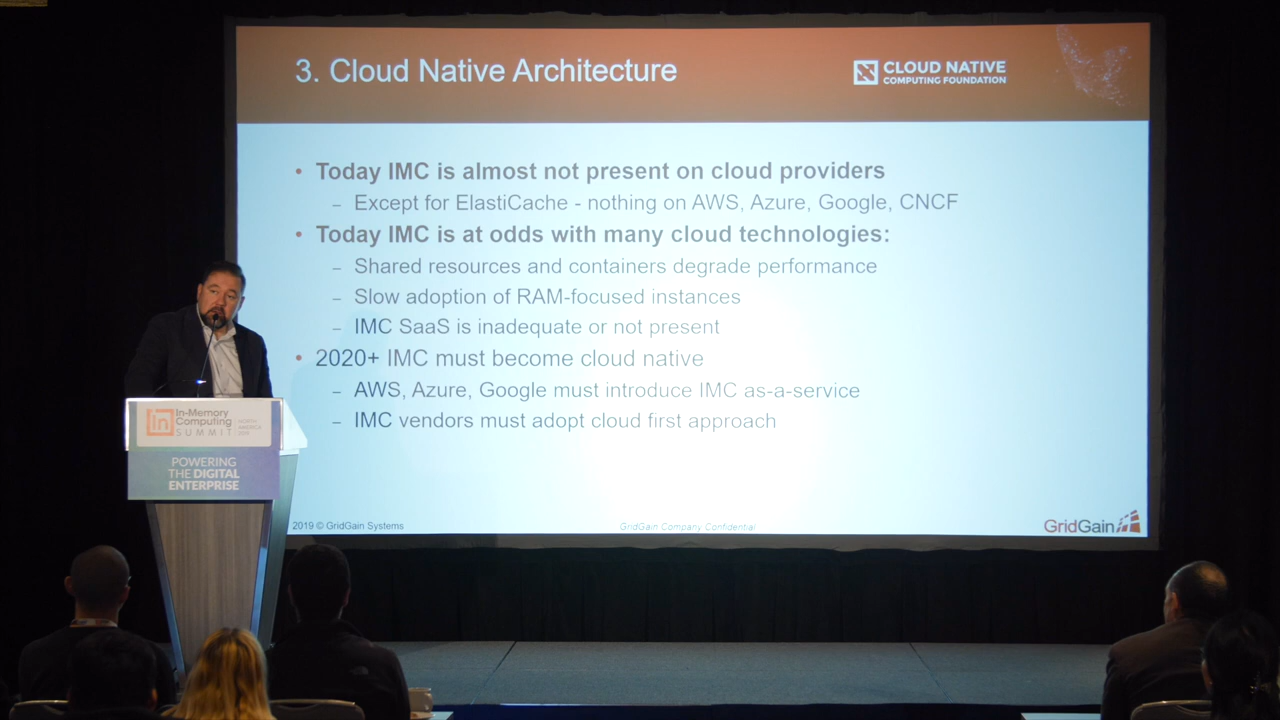 3. Cloud Native Architecture
CLOUD NATIVE
COMPUTING FOUNDATION
• Today IMC is almost not present on cloud providers
– Except for ElastiCache - nothing on AWS, Azure, Google, CNCF
• Today IMC is at odds with many cloud technologies:
– Shared resources and containers degrade performance
– Slow adoption of RAM-focused instances
– IMC SaaS is inadequate or not present
• 2020+ IMC must become cloud native
– AWS, Azure, Google must introduce IMC as-a-service
– IMC vendors must adopt cloud first approach
2019 © GridGain Systems
GridGain Company Confidential
GridGain
In-Memory
Computing
SUMMIT
NORTH
AMERICA
2019
POWERING
THE DIGITAL
ENTERPRISE